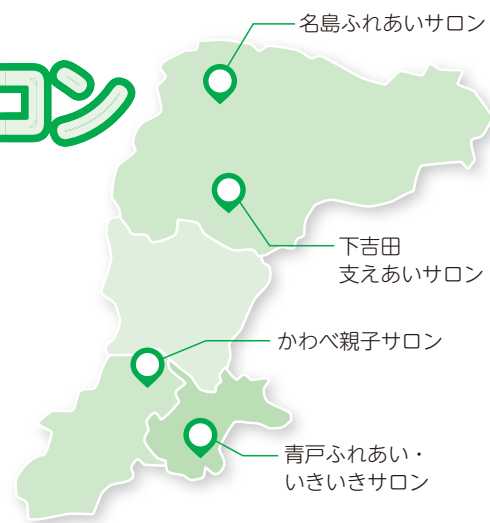 名島ふれあいサロン
コン
下吉田
支えあいサロン
かわべ親子サロン
青戸ふれあい・
いきいきサロン